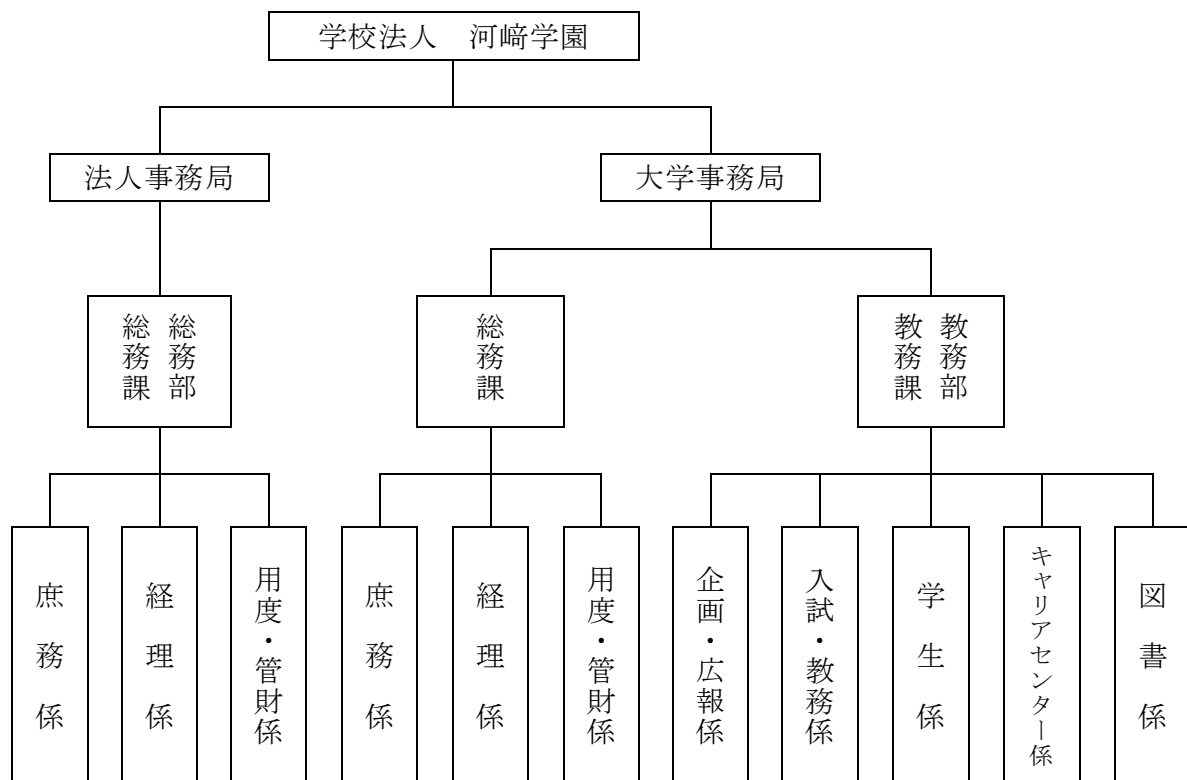 学校法人　河﨑学園
法人事務局
大学事務局
総務部
総務課
総務課
教務部
教務課
庶務係
経理係
用度・管財係
庶務係
経理係
用度・管財係
企画・広報係
入試・教務係
学生係
キャリアセンター係
図書係